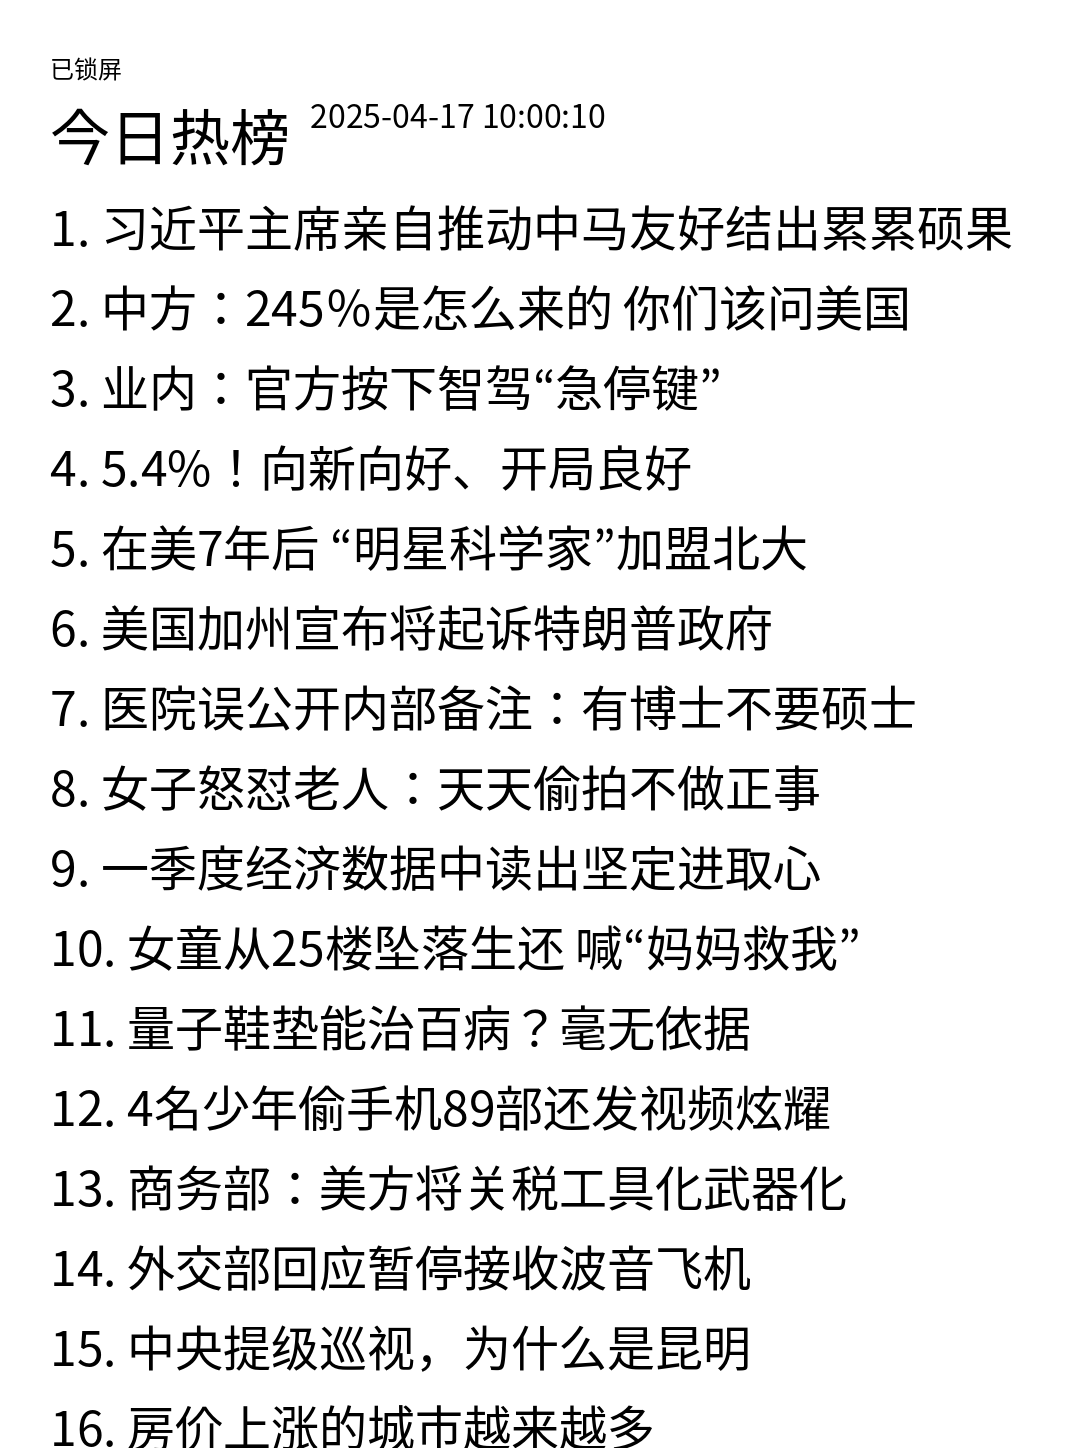 已锁屏
今日热榜 2025-04-17 10:00:10
1. 习近平主席亲自推动中马友好结出累累硕果
2. 中方：245%是怎么来的 你们该问美国
3. 业内：官方按下智驾“急停键”
4. 5.4%！向新向好、开局良好
5. 在美7年后 “明星科学家”加盟北大
6. 美国加州宣布将起诉特朗普政府
7. 医院误公开内部备注：有博士不要硕士
8. 女子怒怼老人：天天偷拍不做正事
9. 一季度经济数据中读出坚定进取心
10. 女童从25楼坠落生还 喊“妈妈救我”
11. 量子鞋垫能治百病？毫无依据
12. 4名少年偷手机89部还发视频炫耀
13. 商务部：美方将关税工具化武器化
14. 外交部回应暂停接收波音飞机
15. 中央提级巡视，为什么是昆明
16. 房价上涨的城市越来越多